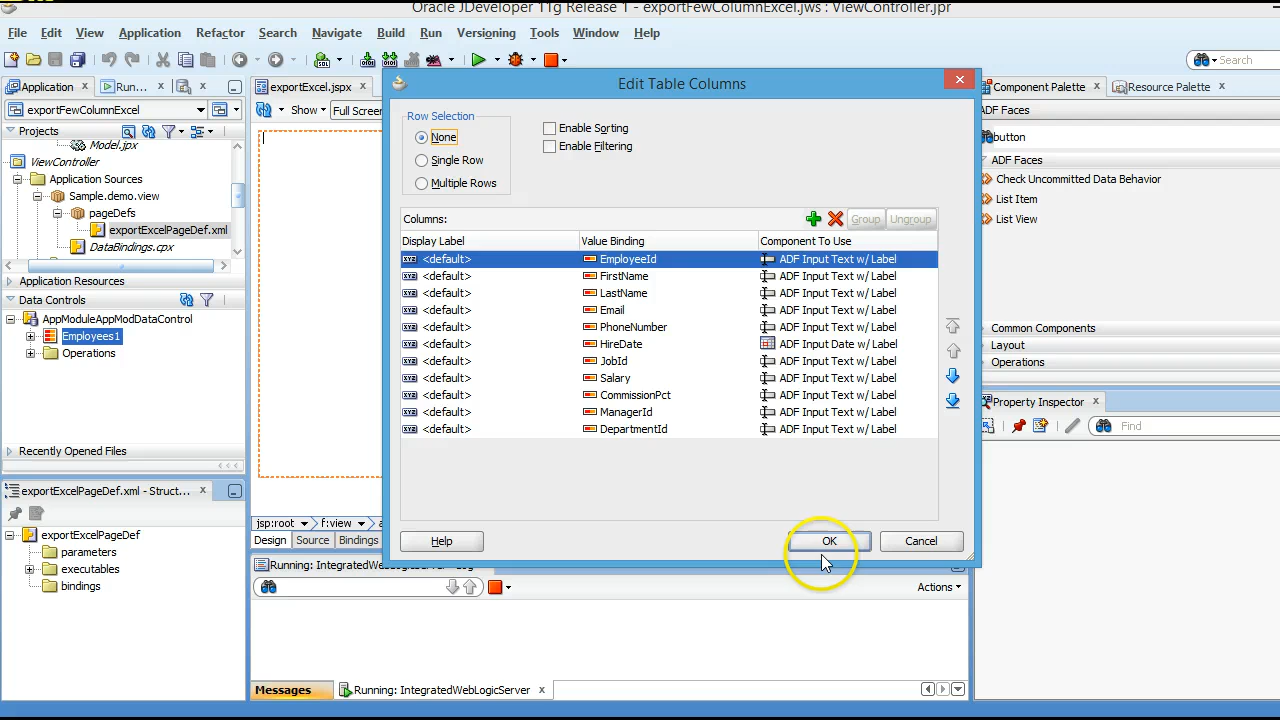 Oracle JDeveloper 11g Release 1 - exportFewColumnExcel.jws : ViewController.jpr
File Edit View Application Refactor Search Navigate Build Run Versioning Tools Window Help
Search
Application
Run...
exportFewColumnExcel
Projects
Model.jpx
ViewController
Application Sources
Sample.demo.view
pageDefs
exportExcelPageDef.xml
DataBindings.cpx
Application Resources
Data Controls
AppModuleAppModDataControl
Employees1
Operations
Recently Opened Files
exportExcelPageDef.xml - Struct...
exportExcelPageDef
parameters
executables
bindings
exportExcel.jspx
Show
Full Scree
jsp:root
f:view
Design Source Bindings
Edit Table Columns
Row Selection
None
Single Row
Multiple Rows
Enable Sorting
Enable Filtering
Columns:
Group Ungroup
Display Label Value Binding Component To Use
<default> EmployeeId ADF Input Text w/ Label
<default> FirstName ADF Input Text w/ Label
<default> LastName ADF Input Text w/ Label
<default> Email ADF Input Text w/ Label
<default> PhoneNumber ADF Input Text w/ Label
<default> HireDate ADF Input Date w/ Label
<default> JobId ADF Input Text w/ Label
<default> Salary ADF Input Text w/ Label
<default> CommissionPct ADF Input Text w/ Label
<default> ManagerId ADF Input Text w/ Label
<default> DepartmentId ADF Input Text w/ Label
Help OK Cancel
Running: IntegratedWebLogicServer - Log
Actions
Messages
Running: IntegratedWebLogicServer
Component Palette
Resource Palette
ADF Faces
button
ADF Faces
Check Uncommitted Data Behavior
List Item
List View
Common Components
Layout
Operations
Property Inspector
Find